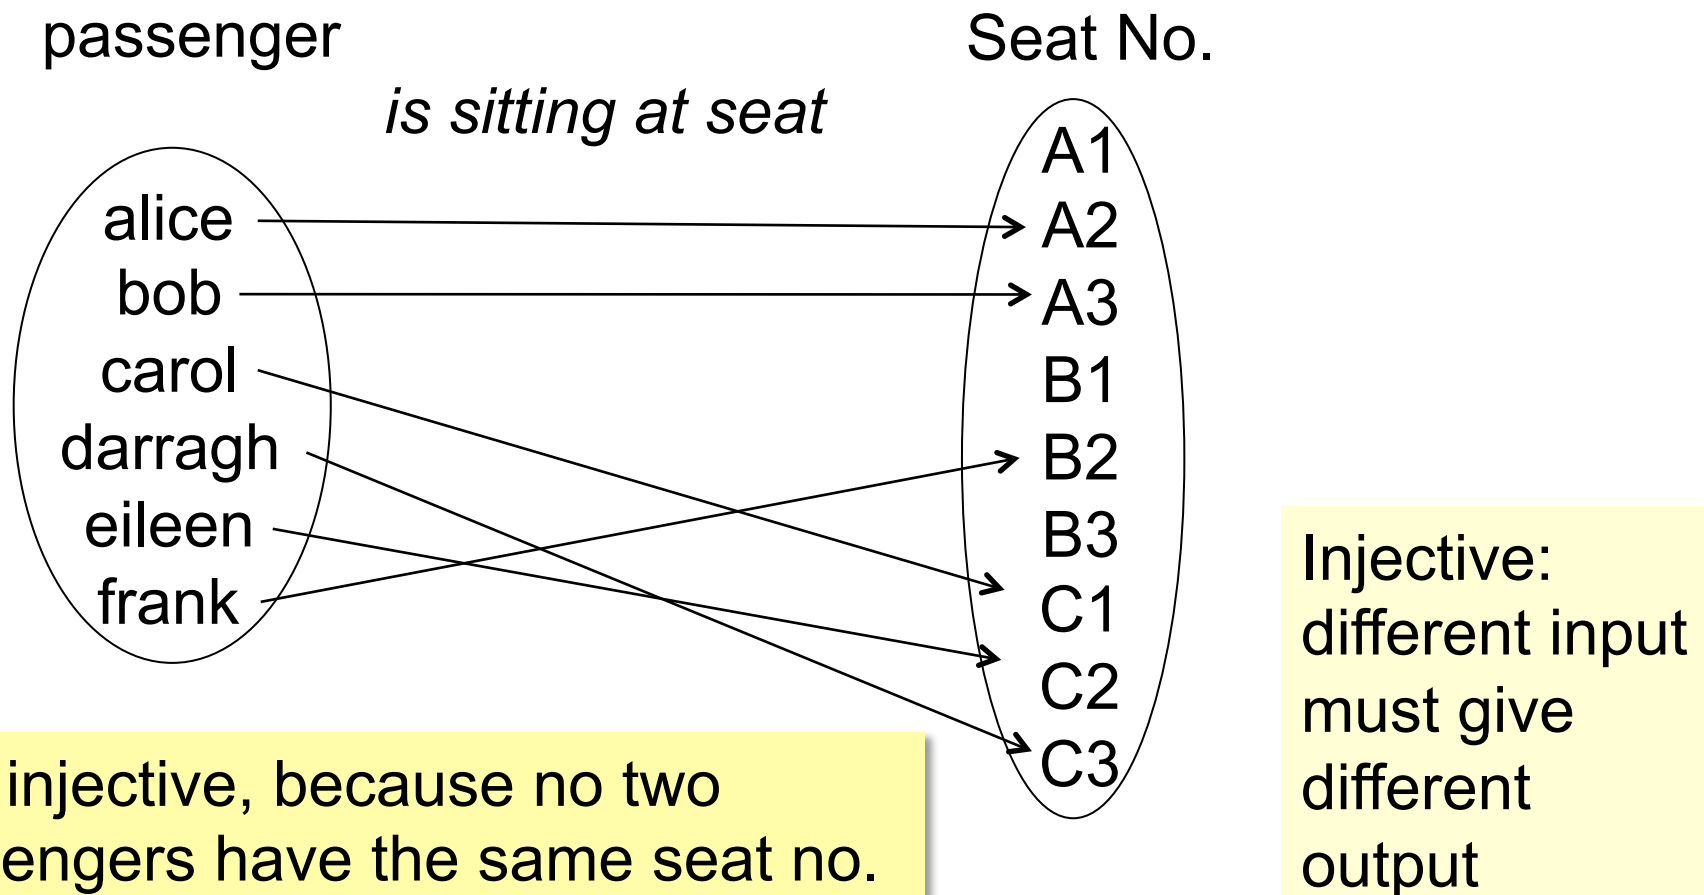 passenger
Seat No.
is sitting at seat
alice
bob
carol
darragh
eileen
frank
A1
A2
A3
B1
B2
B3
C1
C2
C3
injective, because no two
engers have the same seat no.
Injective:
different input
must give
different
output